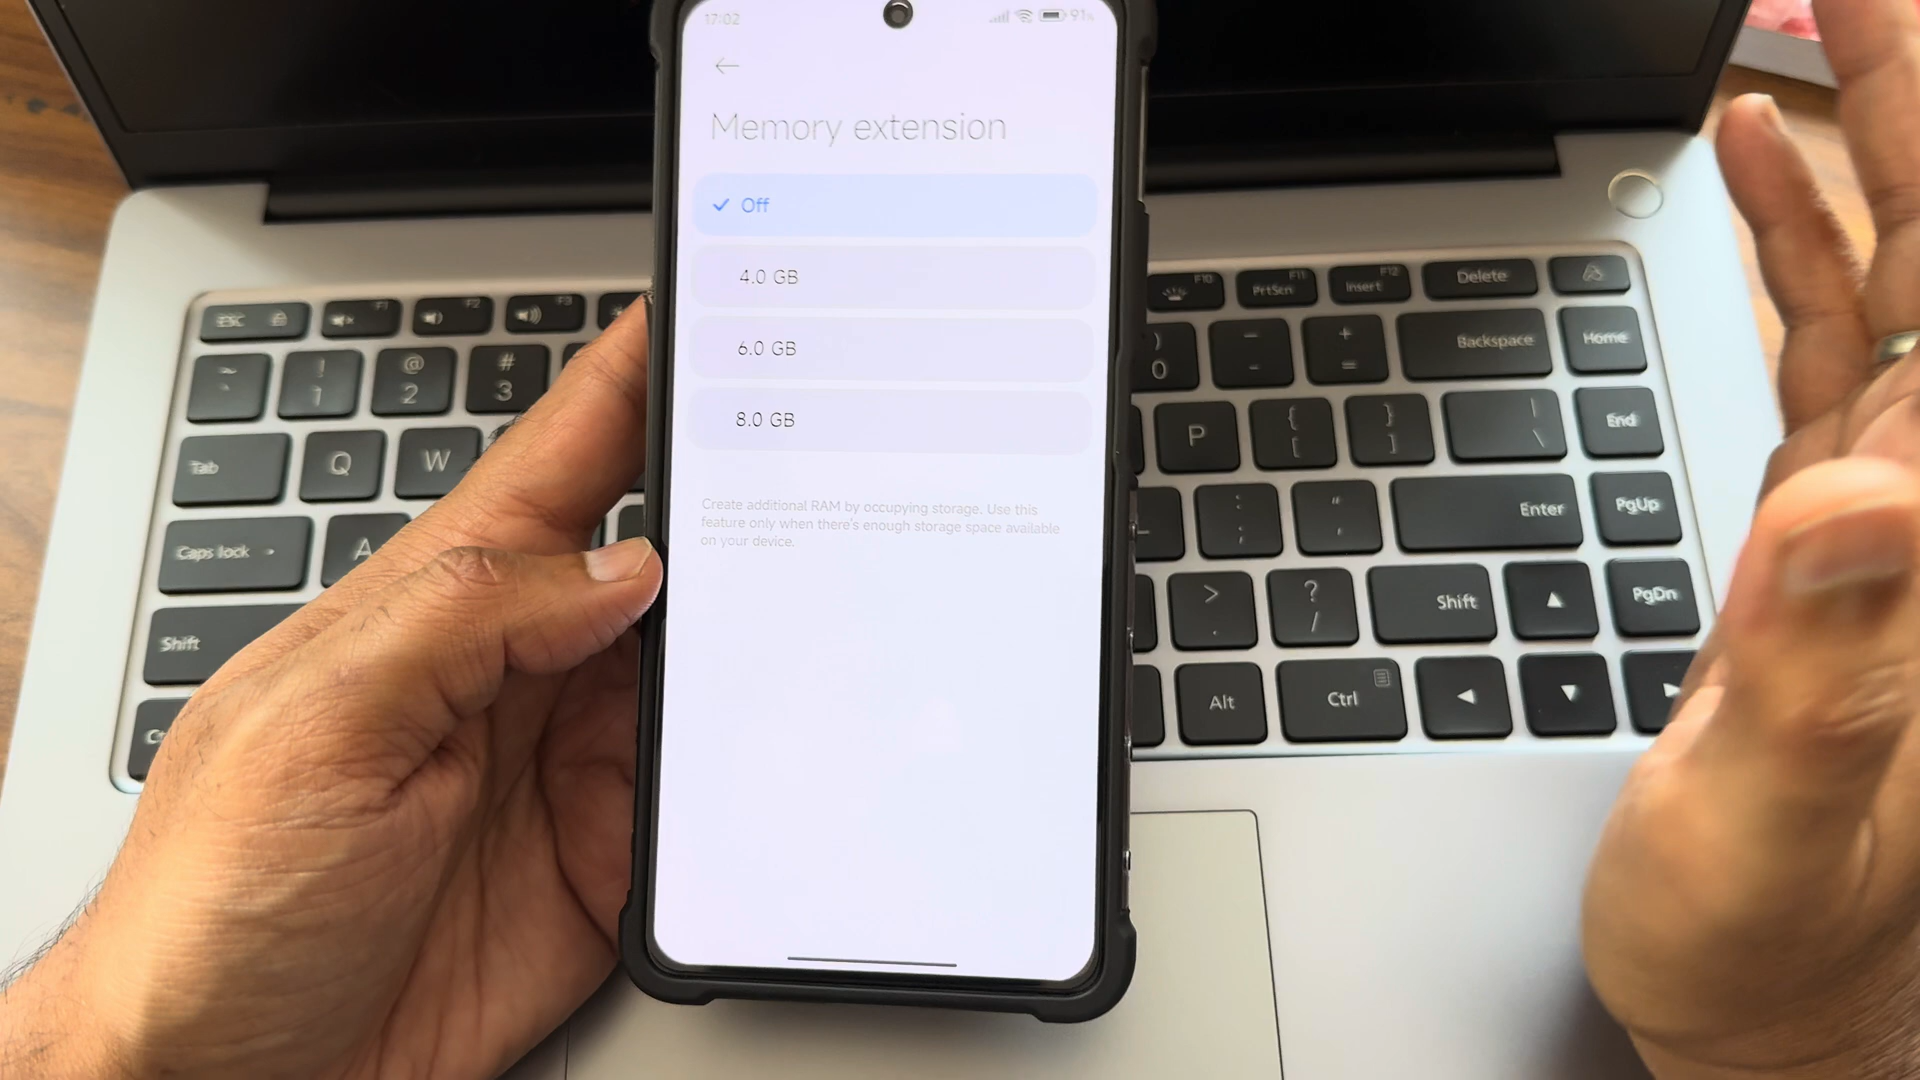 17:02
91%
Memory extension
Off
4.0 GB
6.0 GB
8.0 GB
Create additional RAM by occupying storage. Use this
feature only when there's enough storage space available
on your device.
ESC F1 F2 F3
F10 F11 PrtScn F12 Insert Delete
~ ` ! 1 @ 2 # 3
) 0 _ - + = Backspace Home
Tab Q W
P { [ } ] | \ End
Caps lock A
: ; " ' Enter PgUp
Shift
> . ? / Shift PgDn
Alt Ctrl